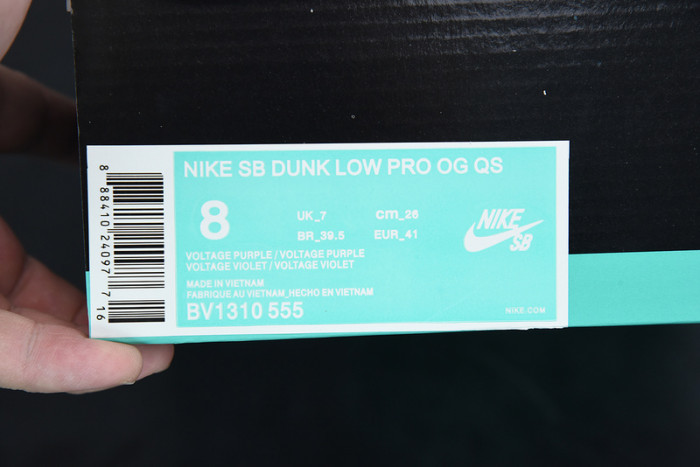 NIKE SB DUNK LOW PRO OG QS
8
UK_7
cm_26
BR_39.5
EUR_41
NIKE
SB
VOLTAGE PURPLE / VOLTAGE PURPLE
VOLTAGE VIOLET / VOLTAGE VIOLET
MADE IN VIETNAM
FABRIQUE AU VIETNAM_HECHO EN VIETNAM
BV1310 555
NIKE.COM
8 88410 24097 7 16